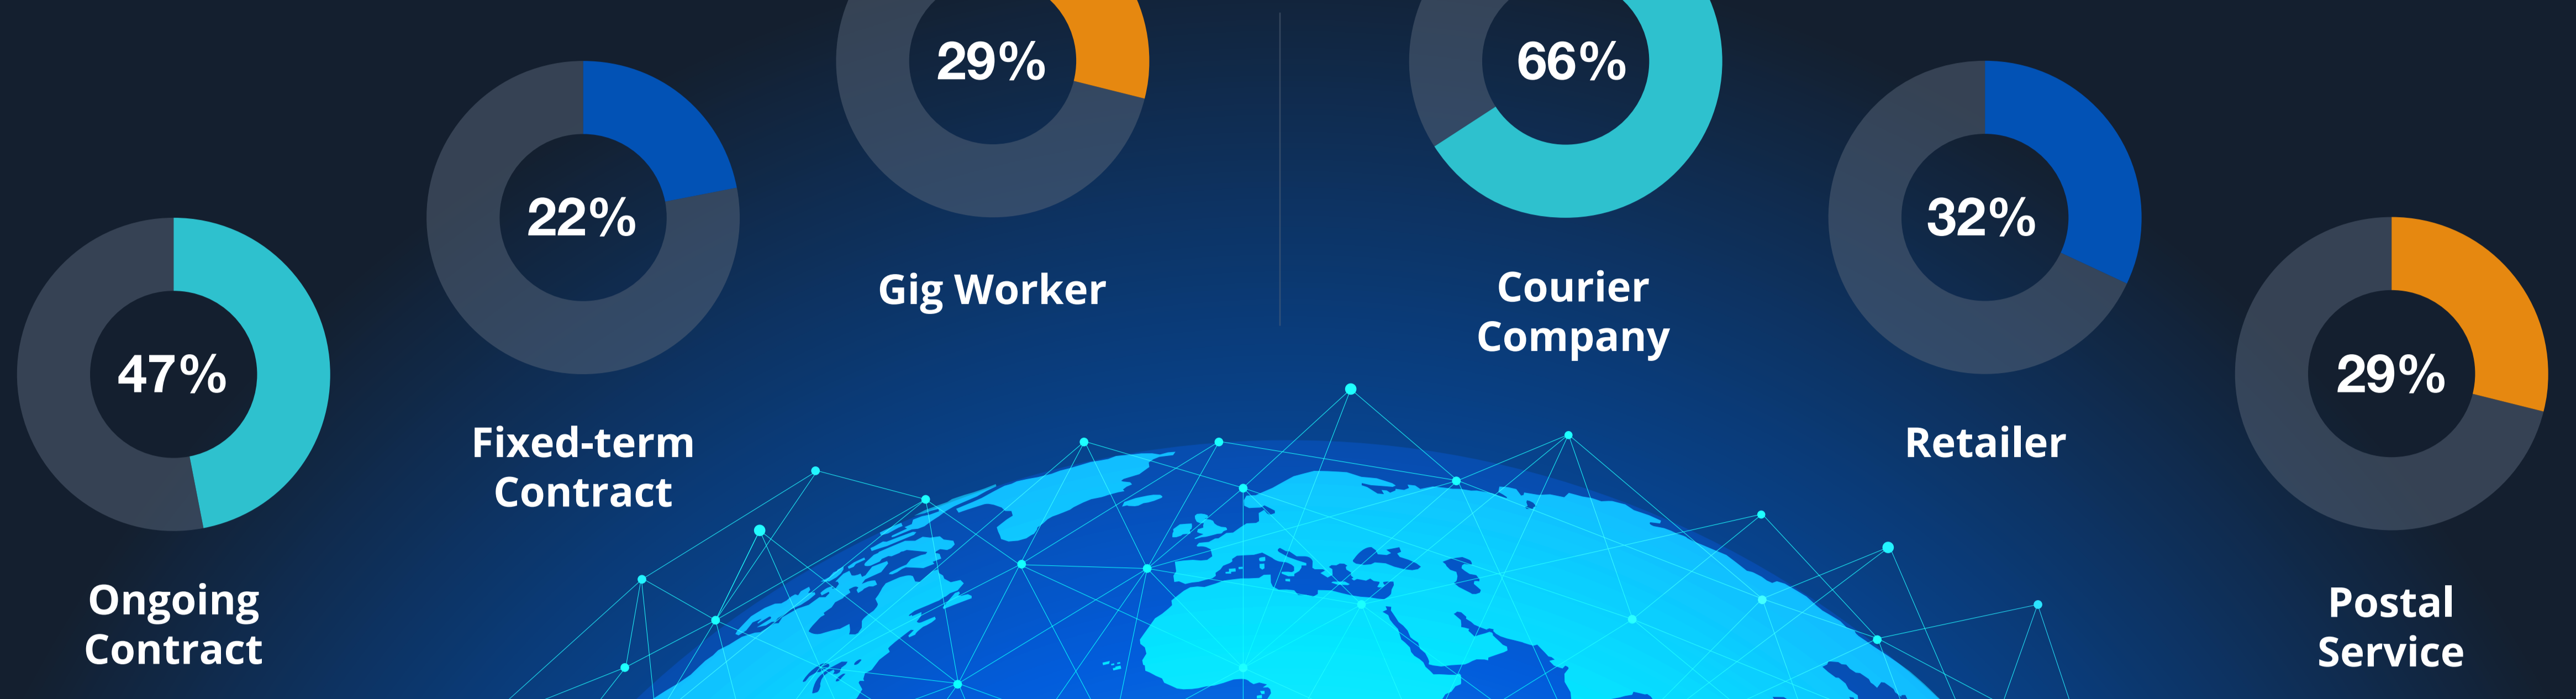 47%
Ongoing
Contract
22%
Fixed-term
Contract
29%
Gig Worker
66%
Courier
Company
32%
Retailer
29%
Postal
Service